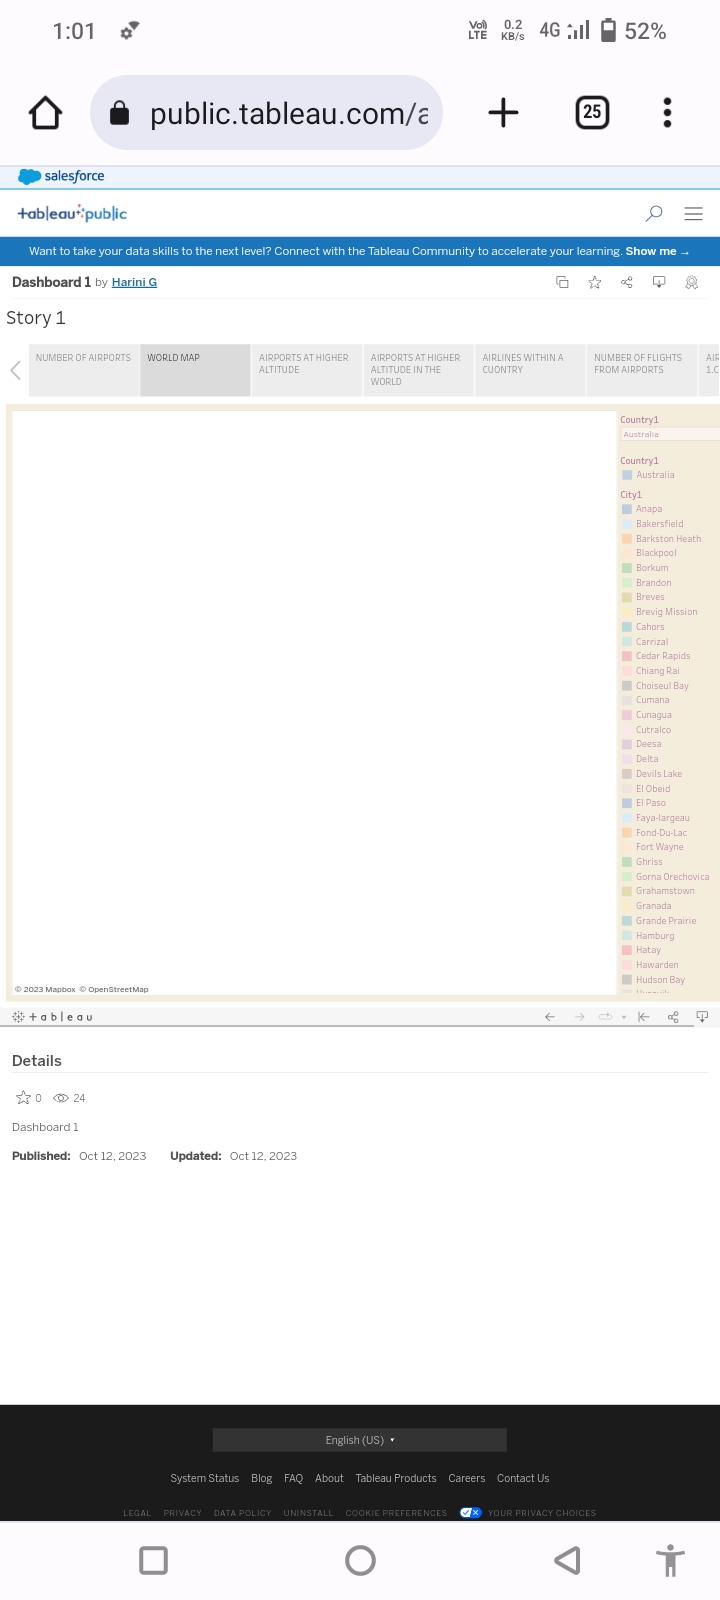 1:01 Vo) LTE 0.2 KB/s 4G 52%
public.tableau.com/a 25
salesforce
+ableau public
Want to take your data skills to the next level? Connect with the Tableau Community to accelerate your learning. Show me →
Dashboard 1 by Harini G
Story 1
NUMBER OF AIRPORTS
WORLD MAP
AIRPORTS AT HIGHER
ALTITUDE
AIRPORTS AT HIGHER
ALTITUDE IN THE
WORLD
AIRLINES WITHIN A
CUONTRY
NUMBER OF FLIGHTS
FROM AIRPORTS
AIR
1.C
Country1
Australia
Country1
Australia
City1
Anapa
Bakersfield
Barkston Heath
Blackpool
Borkum
Brandon
Breves
Brevig Mission
Cahors
Carrizal
Cedar Rapids
Chiang Rai
Choiseul Bay
Cumana
Cunagua
Cutralco
Deesa
Delta
Devils Lake
El Obeid
El Paso
Faya-largeau
Fond-Du-Lac
Fort Wayne
Ghriss
Gorna Orechovica
Grahamstown
Granada
Grande Prairie
Hamburg
Hatay
Hawarden
Hudson Bay
© 2023 Mapbox © OpenStreetMap
+ableau
Details
0 24
Dashboard 1
Published: Oct 12, 2023 Updated: Oct 12, 2023
English (US)
System Status Blog FAQ About Tableau Products Careers Contact Us
LEGAL PRIVACY DATA POLICY UNINSTALL COOKIE PREFERENCES YOUR PRIVACY CHOICES